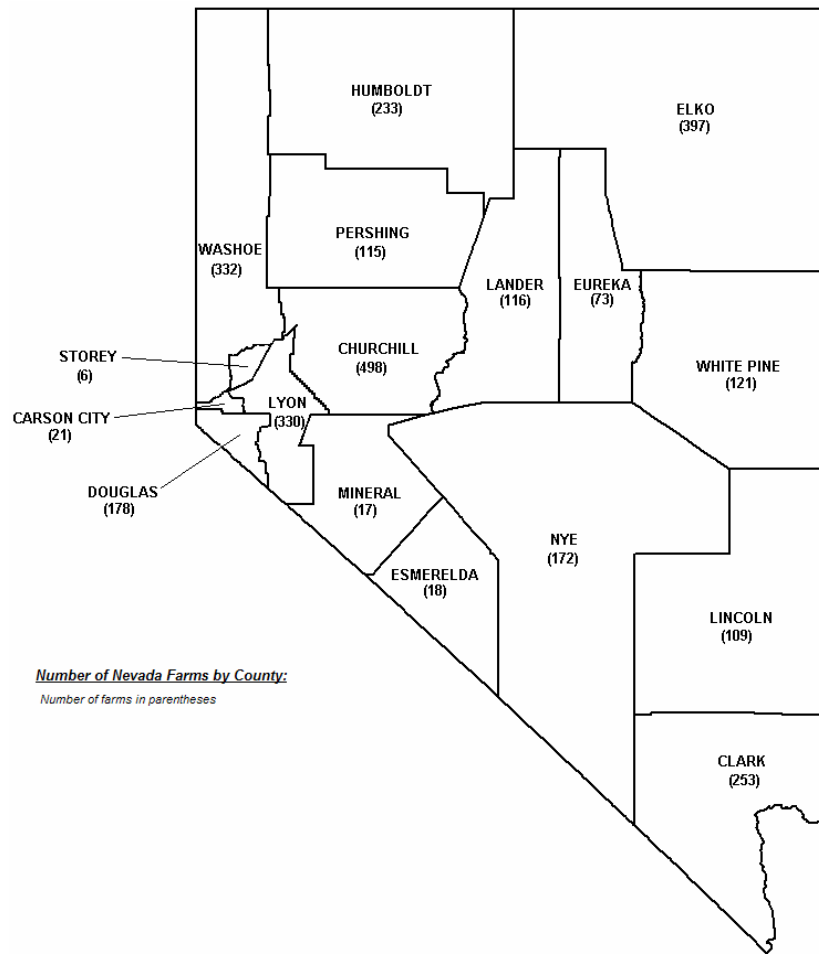 HUMBOLDT
(233)
ELKO
(397)
PERSHING
(115)
WASHOE
(332)
LANDER
(116)
EUREKA
(73)
CHURCHILL
(498)
STOREY
(6)
WHITE PINE
(121)
LYON
(330)
CARSON CITY
(21)
DOUGLAS
(178)
MINERAL
(17)
NYE
(172)
ESMERELDA
(18)
LINCOLN
(109)
Number of Nevada Farms by County:
Number of farms in parentheses
CLARK
(253)